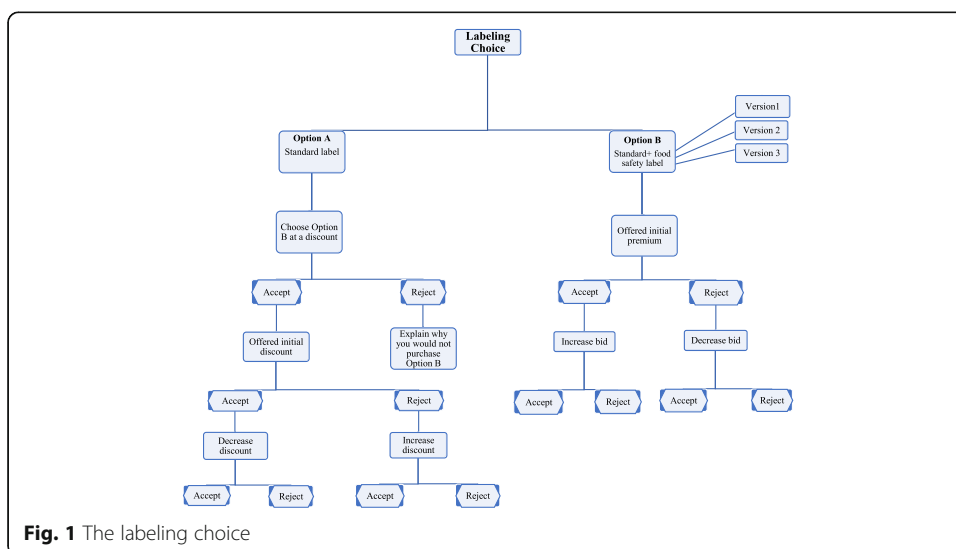 Labeling
Choice
Version1
Version 2
Version 3
Option A
Standard label
Option B
Standard+ food
safety label
Choose Option
B at a discount
Offered initial
premium
Accept
Reject
Accept
Reject
Offered initial
discount
Explain why
you would not
purchase
Option B
Increase bid
Decrease bid
Accept
Reject
Accept
Reject
Accept
Reject
Decrease
discount
Increase
discount
Accept
Reject
Accept
Reject
Fig. 1 The labeling choice